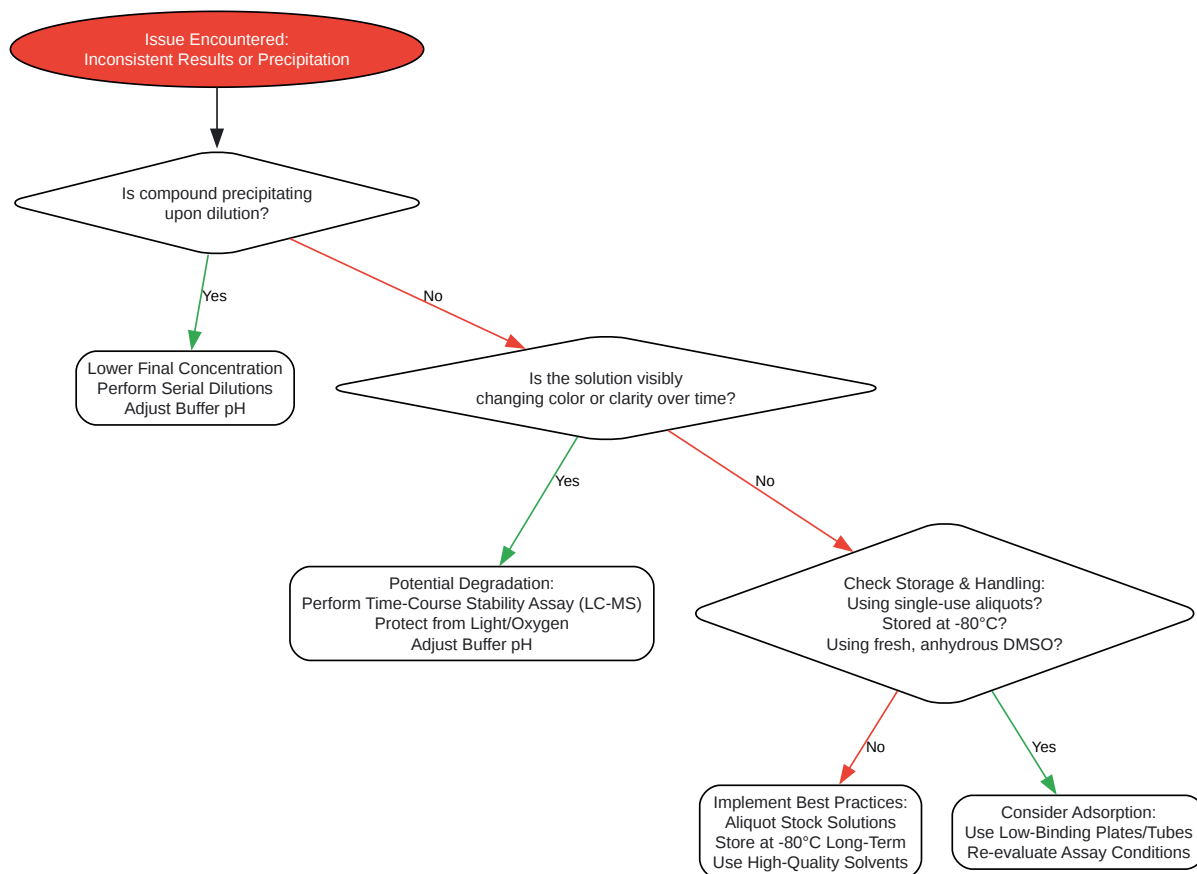 Issue Encountered:
Inconsistent Results or Precipitation
Is compound precipitating
upon dilution?
Yes
No
Lower Final Concentration
Perform Serial Dilutions
Adjust Buffer pH
Is the solution visibly
changing color or clarity over time?
Yes
No
Potential Degradation:
Perform Time-Course Stability Assay (LC-MS)
Protect from Light/Oxygen
Adjust Buffer pH
Check Storage & Handling:
Using single-use aliquots?
Stored at -80°C?
Using fresh, anhydrous DMSO?
No
Yes
Implement Best Practices:
Aliquot Stock Solutions
Store at -80°C Long-Term
Use High-Quality Solvents
Consider Adsorption:
Use Low-Binding Plates/Tubes
Re-evaluate Assay Conditions